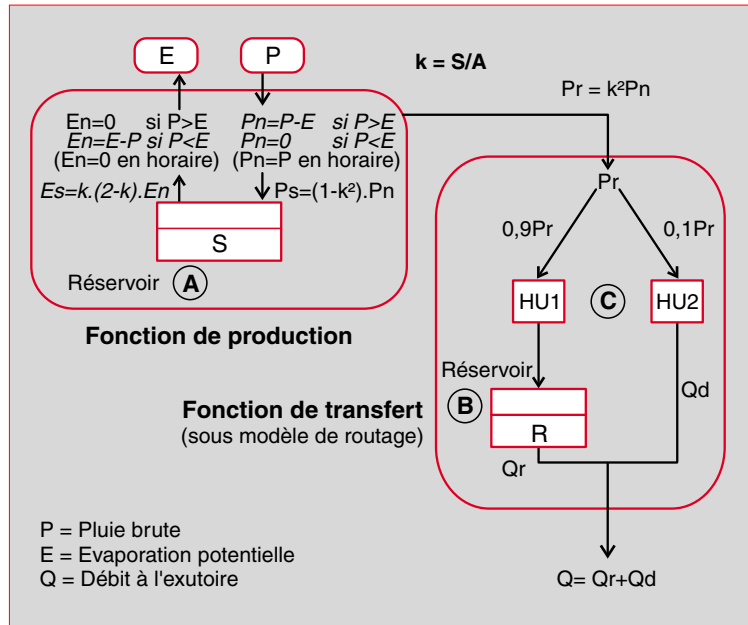 E
P
k = S/A
Pr = k²Pn
En=0 si P>E
En=E-P si P<E
(En=0 en horaire)
Pn=P-E si P>E
Pn=0 si P<E
(Pn=P en horaire)
Es=k.(2-k).En
Ps=(1-k²).Pn
S
Réservoir A
Fonction de production
Pr
0,9Pr
0,1Pr
HU1
C
HU2
Réservoir
B
R
Fonction de transfert
(sous modèle de routage)
Qd
Qr
P = Pluie brute
E = Evaporation potentielle
Q = Débit à l'exutoire
Q= Qr+Qd